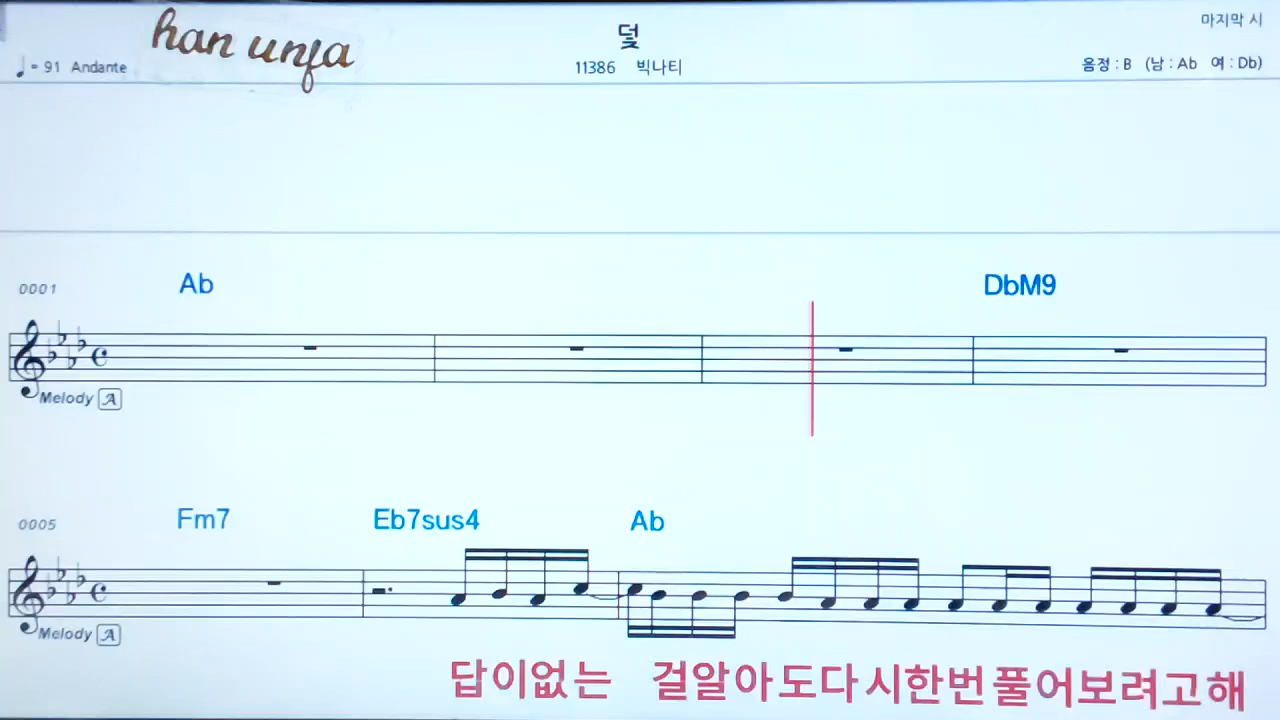 han unfa
덫
마지막 시
♩= 91 Andante
11386 빅나티
음정 : B (남 : Ab 여 : Db)
0001 Ab DbM9
Melody A
0005 Fm7 Eb7sus4 Ab
Melody A
답이없는 걸알아도다시한번풀어보려고해